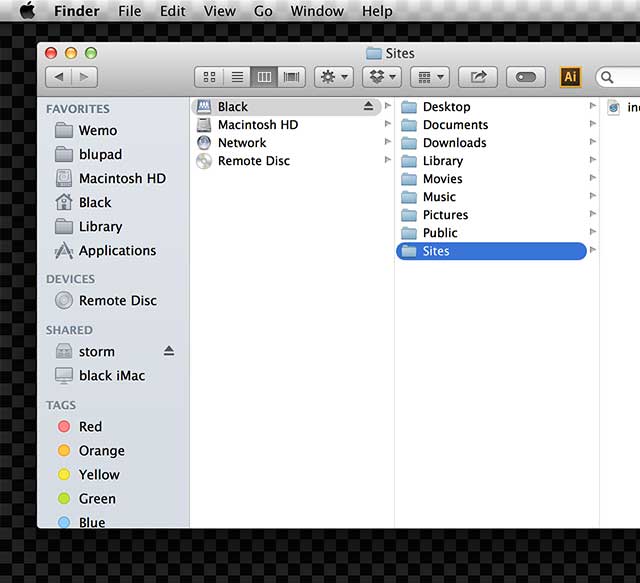 Finder File Edit View Go Window Help
Sites
Ai
FAVORITES
Wemo
blupad
Macintosh HD
Black
Library
Applications
DEVICES
Remote Disc
SHARED
storm
black iMac
TAGS
Red
Orange
Yellow
Green
Blue
Black
Macintosh HD
Network
Remote Disc
Desktop
Documents
Downloads
Library
Movies
Music
Pictures
Public
Sites